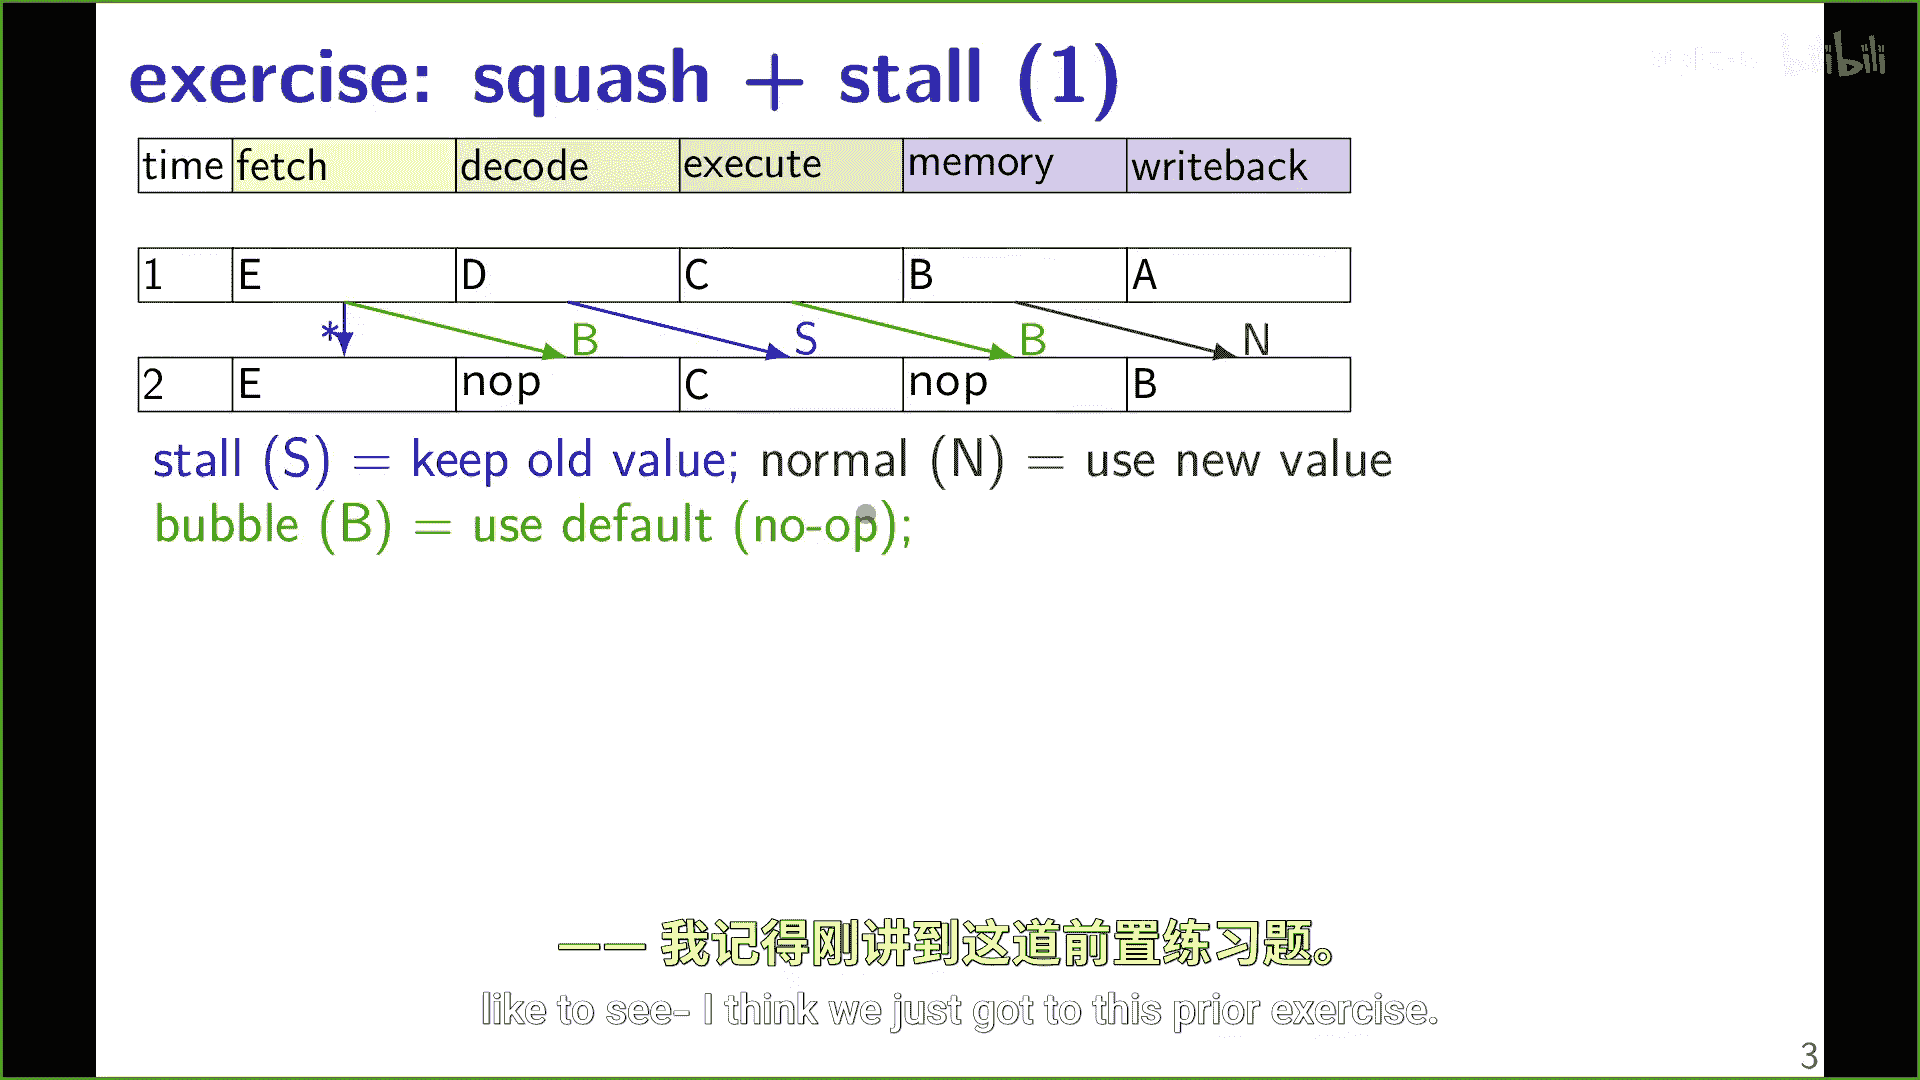 exercise: squash + stall (1)
bilibili
time fetch decode execute memory writeback
1 E D C B A
* B S B N
2 E nop C nop B
stall (S) = keep old value; normal (N) = use new value
bubble (B) = use default (no-op);
—— 我记得刚讲到这道前置练习题。
like to see- I think we just got to this prior exercise.
3